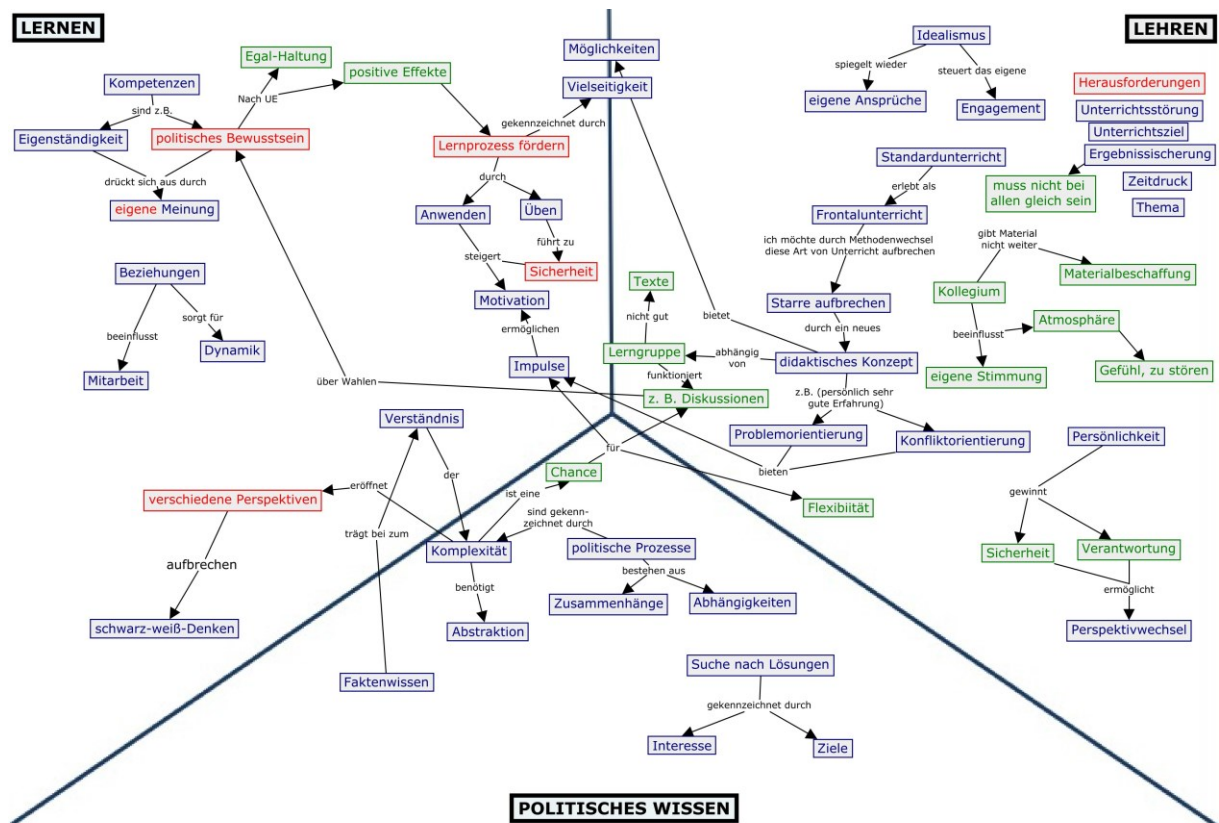 LERNEN
LEHREN
Egal-Haltung
positive Effekte
Kompetenzen
Nach UE
sind z.B.
Eigenständigkeit
politisches Bewusstsein
drückt sich aus durch
eigene Meinung
Möglichkeiten
Vielseitigkeit
gekennzeichnet durch
Lernprozess fördern
durch
Anwenden
Üben
steigert
führt zu
Sicherheit
Motivation
ermöglichen
Impulse
Beziehungen
beeinflusst
sorgt für
Dynamik
Mitarbeit
über Wahlen
Idealismus
spiegelt wieder
steuert das eigene
eigene Ansprüche
Engagement
Herausforderungen
Unterrichtsstörung
Unterrichtsziel
Ergebnissicherung
Zeitdruck
Thema
muss nicht bei
allen gleich sein
Standardunterricht
erlebt als
Frontalunterricht
ich möchte durch Methodenwechsel
diese Art von Unterricht aufbrechen
Starre aufbrechen
durch ein neues
didaktisches Konzept
bietet
abhängig
von
Texte
nicht gut
Lerngruppe
funktioniert
z. B. Diskussionen
z.B. (persönlich sehr
gute Erfahrung)
Problemorientierung
Konfliktorientierung
bieten
gibt Material
nicht weiter
Materialbeschaffung
Kollegium
beeinflusst
Atmosphäre
eigene Stimmung
Gefühl, zu stören
Persönlichkeit
gewinnt
Sicherheit
Verantwortung
ermöglicht
Perspektivwechsel
Verständnis
der
für
Chance
ist eine
Flexibiität
verschiedene Perspektiven
eröffnet
aufbrechen
schwarz-weiß-Denken
trägt bei zum
Faktenwissen
sind gekenn-
zeichnet durch
Komplexität
politische Prozesse
benötigt
Abstraktion
bestehen aus
Zusammenhänge
Abhängigkeiten
Suche nach Lösungen
gekennzeichnet durch
Interesse
Ziele
POLITISCHES WISSEN